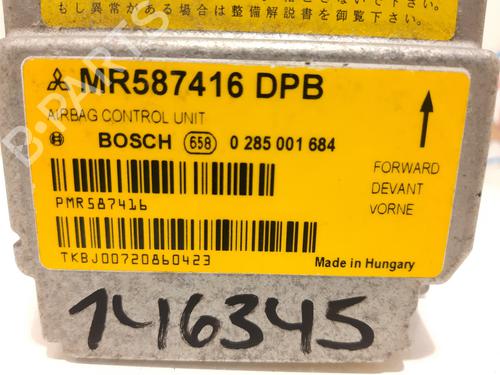 もし異常がある場合は整備解説書を御覧下さい。
MR587416 DPB
AIRBAG CONTROL UNIT
BOSCH 658 0 285 001 684
FORWARD
DEVANT
VORNE
PMR587416
TKBJ00720860423
Made in Hungary
146345
B-PARTS